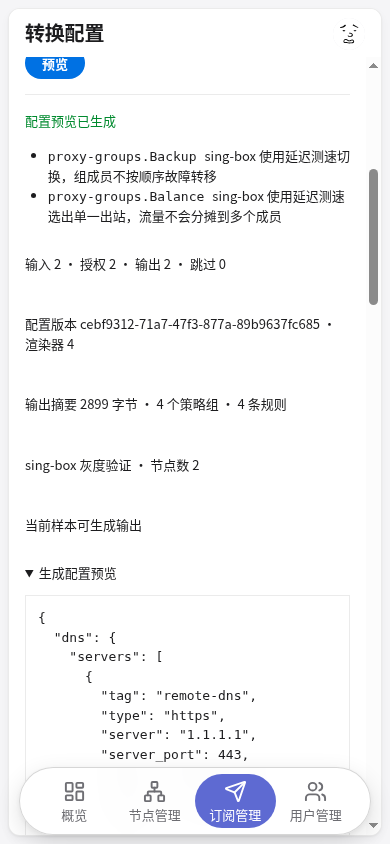 转换配置
预览
配置预览已生成
proxy-groups.Backup sing-box 使用延迟测速切
换，组成员不按顺序故障转移
proxy-groups.Balance sing-box 使用延迟测速
选出单一出站，流量不会分摊到多个成员
输入 2 · 授权 2 · 输出 2 · 跳过 0
配置版本 cebf9312-71a7-47f3-877a-89b9637fc685 ·
渲染器 4
输出摘要 2899 字节 · 4 个策略组 · 4 条规则
sing-box 灰度验证 · 节点数 2
当前样本可生成输出
▼ 生成配置预览
{
"dns": {
"servers": [
{
"tag": "remote-dns",
"type": "https",
"server": "1.1.1.1",
"server_port": 443,
概览 节点管理 订阅管理 用户管理